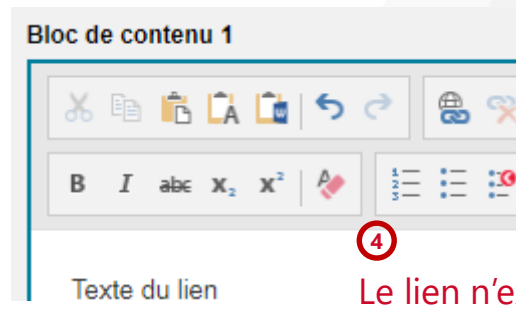 Bloc de contenu 1
B I abc x₂ x²
4
Texte du lien
Le lien n'e